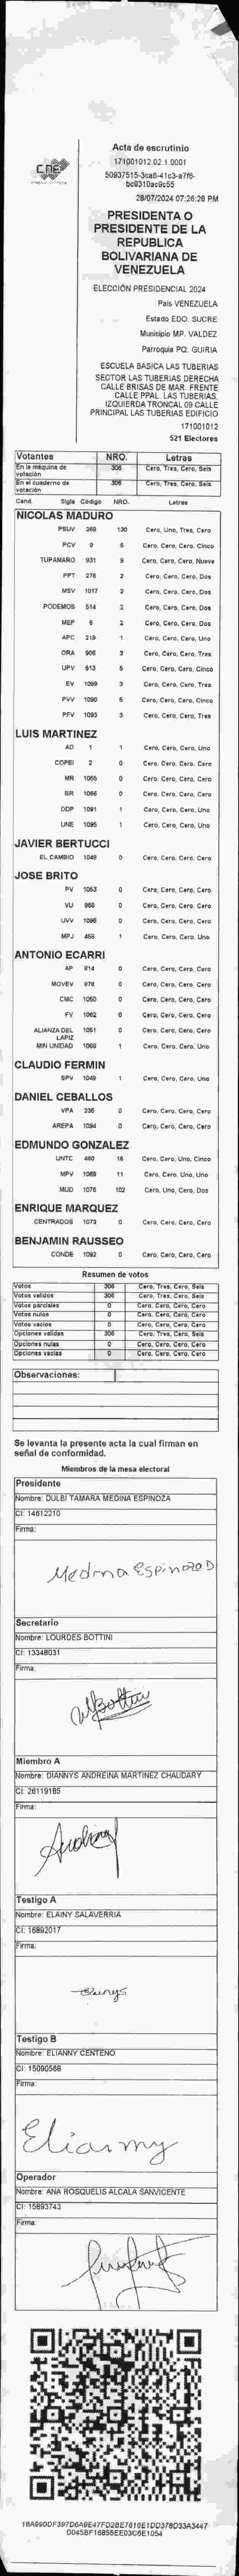 CNE
Acta de escrutinio
171001012.02.1.0001
28/07/2024 07:26:28 PM
PRESIDENTA O
PRESIDENTE DE LA
REPUBLICA
BOLIVARIANA DE
VENEZUELA
ELECCIÓN PRESIDENCIAL 2024
País VENEZUELA
Estado EDO. SUCRE
Municipio MP. VALDEZ
Parroquia PQ. GUIRIA
ESCUELA BASICA LAS TUBERIAS
SECTOR LAS TUBERIAS DERECHA
CALLE BRISAS DE MAR. FRENTE
CALLE PPAL. LAS TUBERIAS.
IZQUIERDA TRONCAL 09 CALLE
PRINCIPAL LAS TUBERIAS EDIFICIO
171001012
521 Electores
Votantes NRO. Letras
En la máquina de votación 306 Cero, Tres, Cero, Seis
En el cuaderno de votación 306 Cero, Tres, Cero, Seis
Cand. Sigla Código NRO. Letras
NICOLAS MADURO
PSUV 269 130 Cero, Uno, Tres, Cero
PCV 9 5 Cero, Cero, Cero, Cinco
TUPAMARO 931 9 Cero, Cero, Cero, Nueve
PPT 276 2 Cero, Cero, Cero, Dos
MSV 1017 2 Cero, Cero, Cero, Dos
PODEMOS 514 2 Cero, Cero, Cero, Dos
MEP 6 2 Cero, Cero, Cero, Dos
APC 219 1 Cero, Cero, Cero, Uno
ORA 905 3 Cero, Cero, Cero, Tres
UPV 513 5 Cero, Cero, Cero, Cinco
EV 1089 3 Cero, Cero, Cero, Tres
PVV 1090 5 Cero, Cero, Cero, Cinco
PFV 1093 3 Cero, Cero, Cero, Tres
LUIS MARTINEZ
AD 1 1 Cero, Cero, Cero, Uno
COPEI 2 0 Cero, Cero, Cero, Cero
MR 1065 0 Cero, Cero, Cero, Cero
BR 1066 0 Cero, Cero, Cero, Cero
DDP 1091 1 Cero, Cero, Cero, Uno
UNE 1095 1 Cero, Cero, Cero, Uno
JAVIER BERTUCCI
EL CAMBIO 1048 0 Cero, Cero, Cero, Cero
JOSE BRITO
PV 1053 0 Cero, Cero, Cero, Cero
VU 968 0 Cero, Cero, Cero, Cero
UVV 1096 0 Cero, Cero, Cero, Cero
MPJ 458 1 Cero, Cero, Cero, Uno
ANTONIO ECARRI
AP 814 0 Cero, Cero, Cero, Cero
MOVEV 976 0 Cero, Cero, Cero, Cero
CMC 1050 0 Cero, Cero, Cero, Cero
FV 1062 0 Cero, Cero, Cero, Cero
ALIANZA DEL LAPIZ 1051 0 Cero, Cero, Cero, Cero
MIN UNIDAD 1069 1 Cero, Cero, Cero, Uno
CLAUDIO FERMIN
SPV 1049 1 Cero, Cero, Cero, Uno
DANIEL CEBALLOS
VPA 236 0 Cero, Cero, Cero, Cero
AREPA 1094 0 Cero, Cero, Cero, Cero
EDMUNDO GONZALEZ
UNTC 460 15 Cero, Cero, Uno, Cinco
MPV 1069 11 Cero, Cero, Uno, Uno
MUD 1075 102 Cero, Uno, Cero, Dos
ENRIQUE MARQUEZ
CENTRADOS 1073 0 Cero, Cero, Cero, Cero
BENJAMIN RAUSSEO
CONDE 1092 0 Cero, Cero, Cero, Cero
Resumen de votos
Votos 306 Cero, Tres, Cero, Seis
Votos validos 306 Cero, Tres, Cero, Seis
Votos parciales 0 Cero, Cero, Cero, Cero
Votos nulos 0 Cero, Cero, Cero, Cero
Votos vacios 0 Cero, Cero, Cero, Cero
Opciones validas 306 Cero, Tres, Cero, Seis
Opciones nulas 0 Cero, Cero, Cero, Cero
Opciones vacias 0 Cero, Cero, Cero, Cero
Observaciones:
Se levanta la presente acta la cual firman en
señal de conformidad.
Miembros de la mesa electoral
Presidente
Nombre: DULBI TAMARA MEDINA ESPINOZA
CI: 14612210
Firma:
Medina Espinoza D
Secretario
Nombre: LOURDES BOTTINI
CI: 13348031
Firma:
Miembro A
Nombre: DIANNYS ANDREINA MARTINEZ CHAUDARY
CI: 26119185
Firma:
Testigo A
Nombre: ELAINY SALAVERRIA
CI: 16892017
Firma:
Testigo B
Nombre: ELIANNY CENTENO
CI: 15090568
Firma:
Elianny
Operador
Nombre: ANA ROSQUELIS ALCALA SANVICENTE
CI: 15893743
Firma: